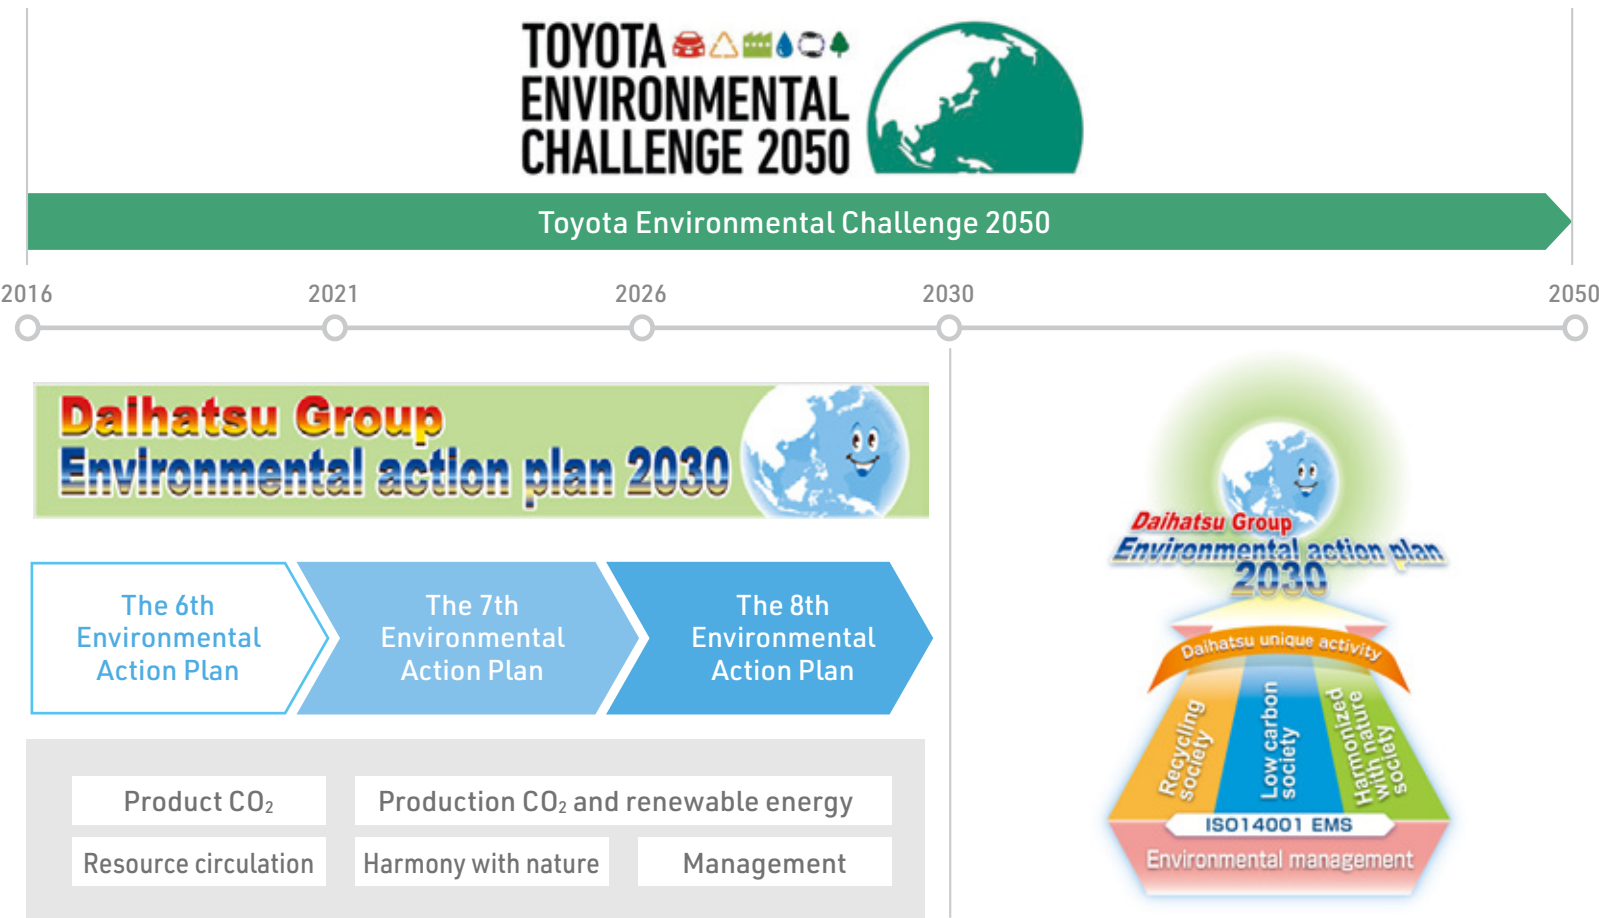 TOYOTA
ENVIRONMENTAL
CHALLENGE 2050
Toyota Environmental Challenge 2050
2016
2021
2026
2030
2050
Daihatsu Group
Environmental action plan 2030
The 6th
Environmental
Action Plan
The 7th
Environmental
Action Plan
The 8th
Environmental
Action Plan
Product CO₂
Production CO₂ and renewable energy
Resource circulation
Harmony with nature
Management
Daihatsu Group
Environmental action plan
2030
Daihatsu unique activity
Recycling
society
Low carbon
society
Harmonized
with nature
society
ISO14001 EMS
Environmental management